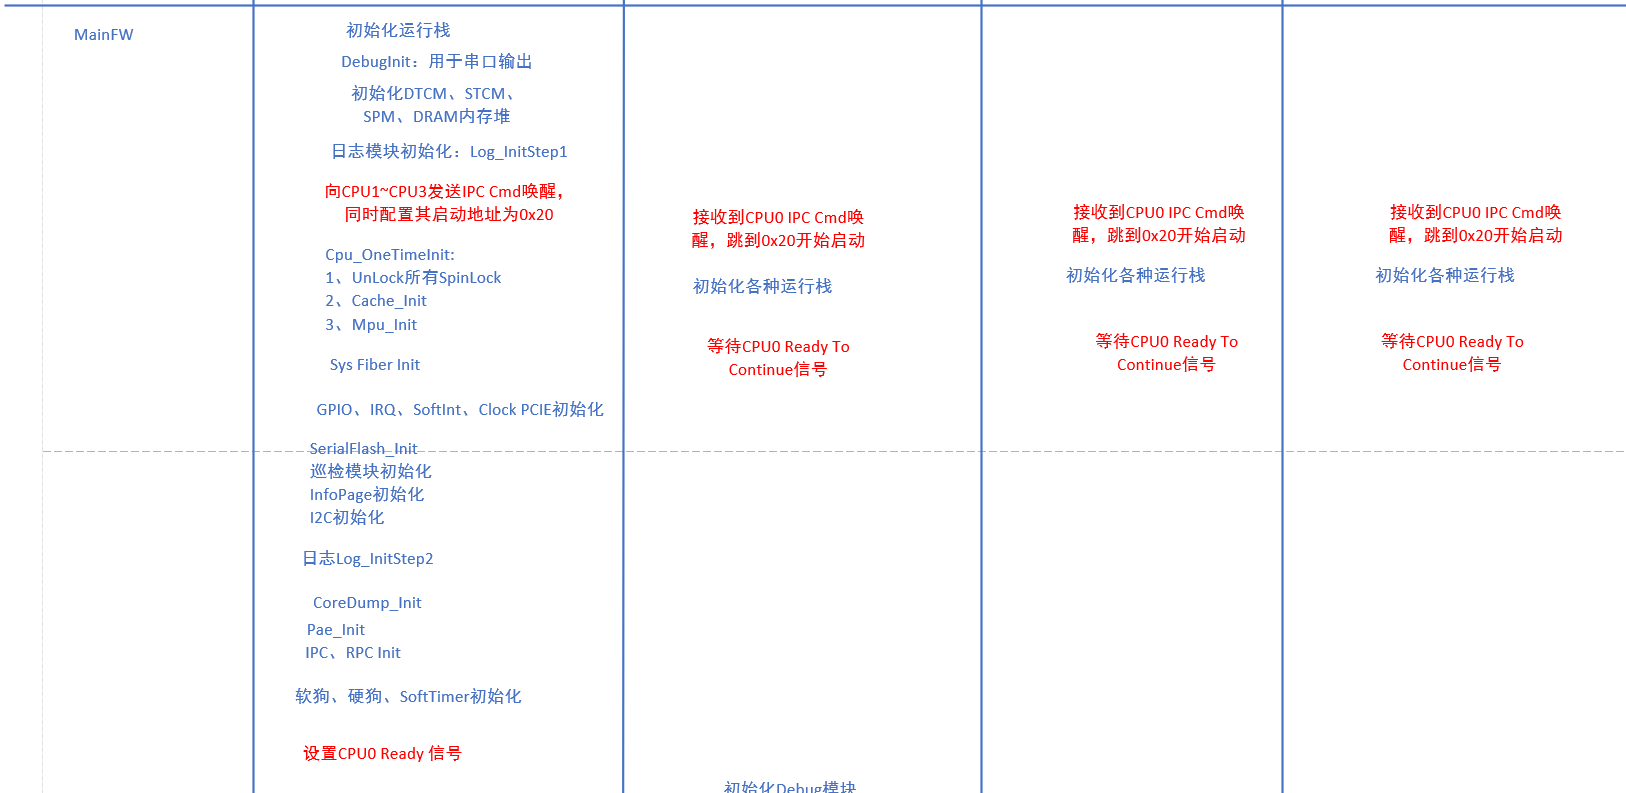 MainFW
初始化运行栈
DebugInit：用于串口输出
初始化DTCM、STCM、
SPM、DRAM内存堆
日志模块初始化：Log_InitStep1
向CPU1~CPU3发送IPC Cmd唤醒，
同时配置其启动地址为0x20
Cpu_OneTimeInit:
1、UnLock所有SpinLock
2、Cache_Init
3、Mpu_Init
Sys Fiber Init
GPIO、IRQ、SoftInt、Clock PCIE初始化
SerialFlash_Init
巡检模块初始化
InfoPage初始化
I2C初始化
日志Log_InitStep2
CoreDump_Init
Pae_Init
IPC、RPC Init
软狗、硬狗、SoftTimer初始化
设置CPU0 Ready 信号
接收到CPU0 IPC Cmd唤
醒，跳到0x20开始启动
初始化各种运行栈
等待CPU0 Ready To
Continue信号
初始化Debug模块
接收到CPU0 IPC Cmd唤
醒，跳到0x20开始启动
初始化各种运行栈
等待CPU0 Ready To
Continue信号
接收到CPU0 IPC Cmd唤
醒，跳到0x20开始启动
初始化各种运行栈
等待CPU0 Ready To
Continue信号